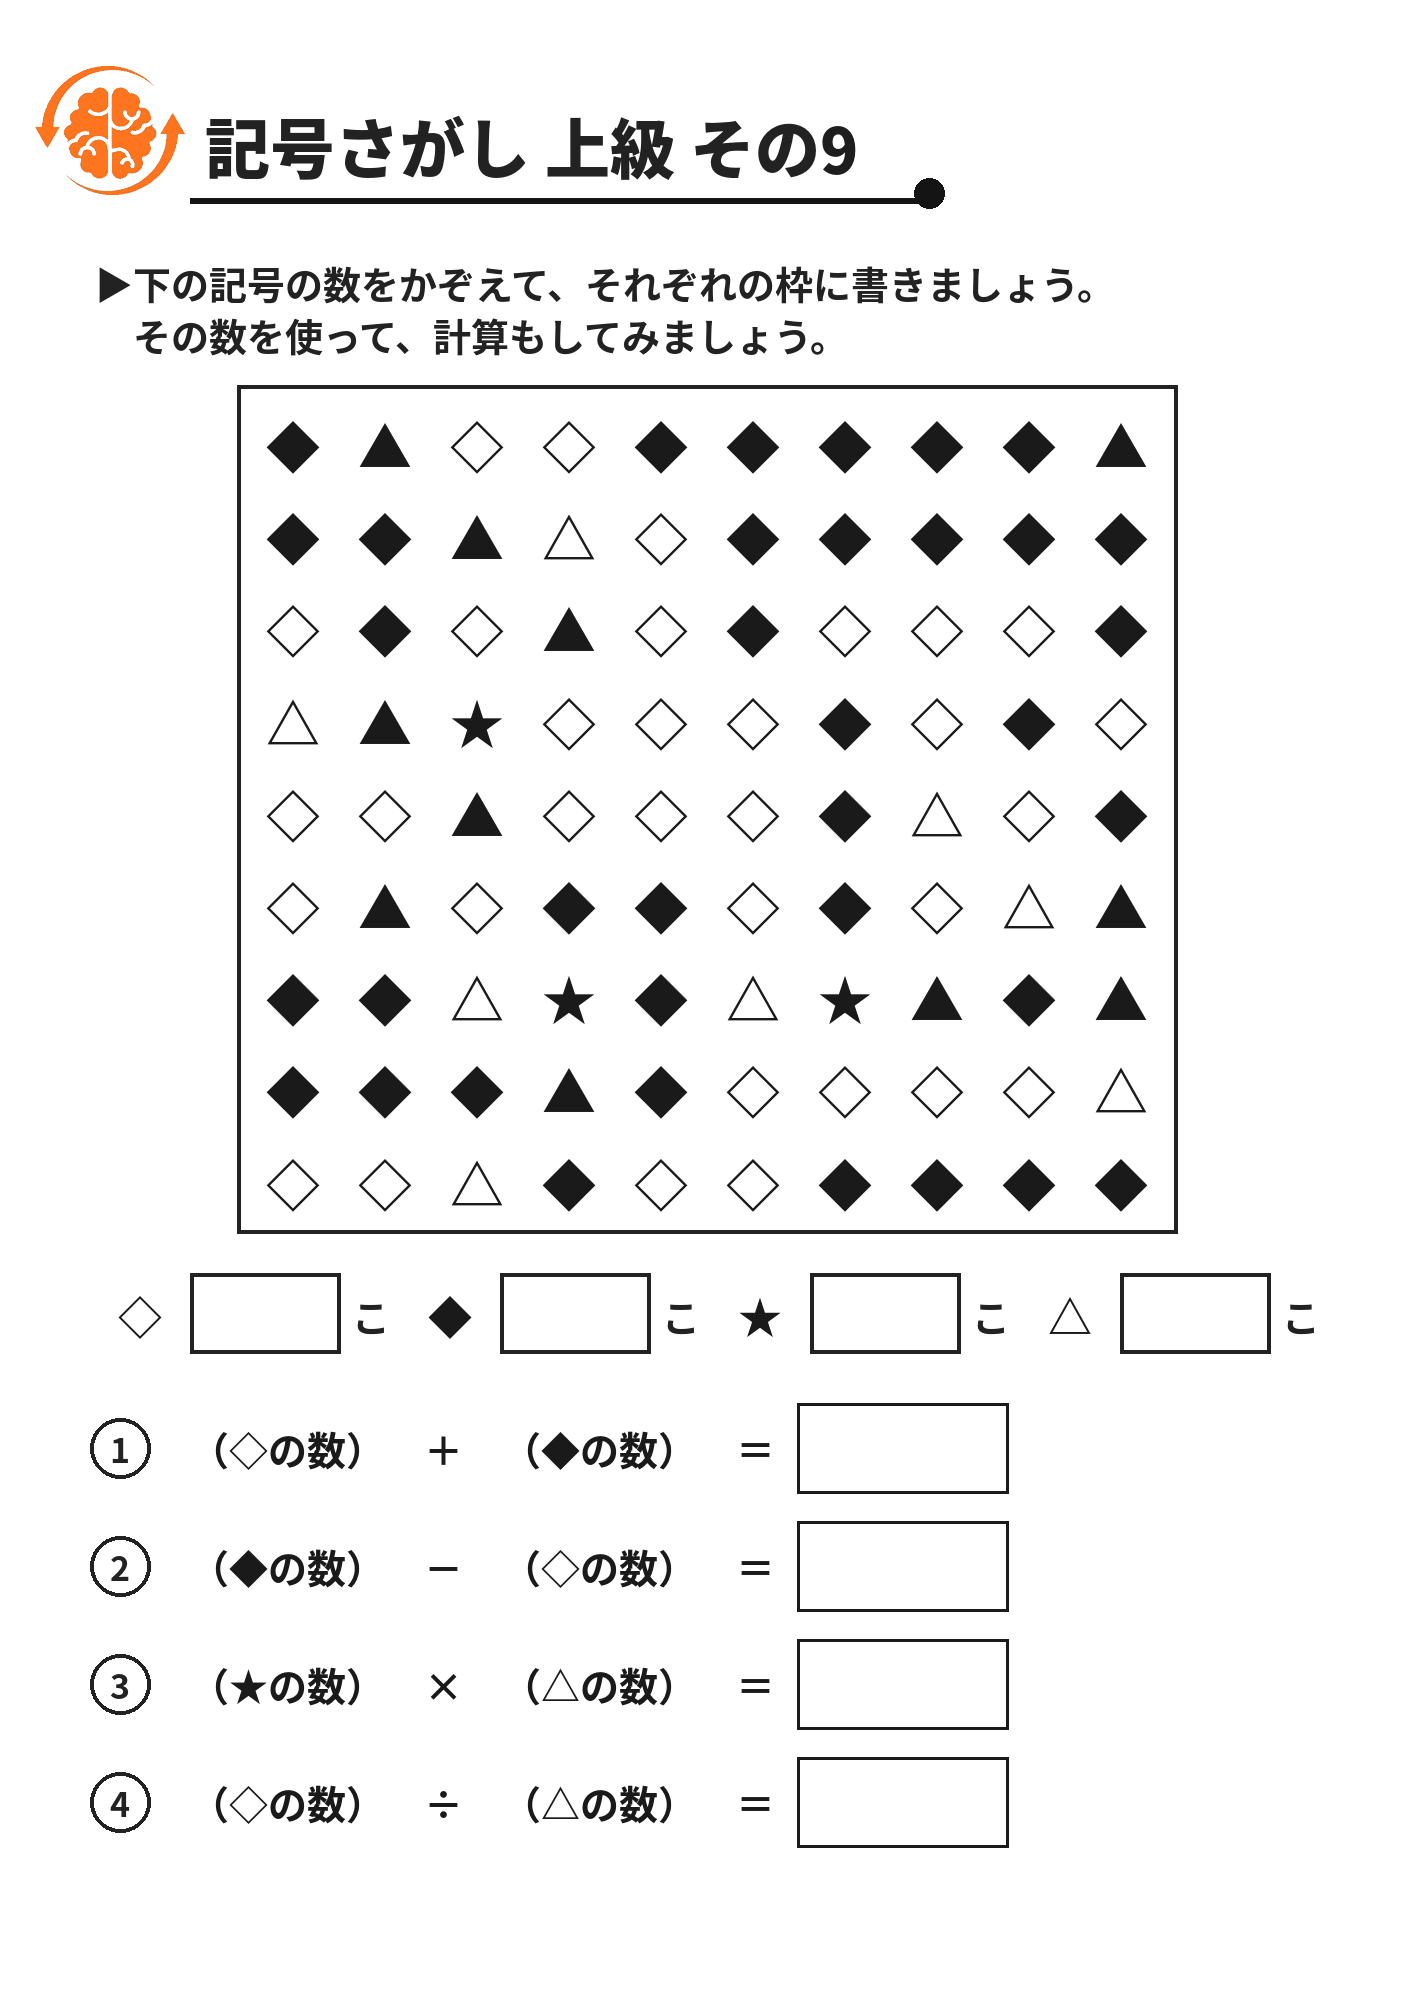 記号さがし 上級 その9
▶下の記号の数をかぞえて、それぞれの枠に書きましょう。
その数を使って、計算もしてみましょう。
◆ ▲ ◇ ◇ ◆ ◆ ◆ ◆ ◆ ▲
◆ ◆ ▲ △ ◇ ◆ ◆ ◆ ◆ ◆
◇ ◆ ◇ ▲ ◇ ◆ ◇ ◇ ◇ ◆
△ ▲ ★ ◇ ◇ ◇ ◆ ◇ ◆ ◇
◇ ◇ ▲ ◇ ◇ ◇ ◆ △ ◇ ◆
◇ ▲ ◇ ◆ ◆ ◇ ◆ ◇ △ ▲
◆ ◆ △ ★ ◆ △ ★ ▲ ◆ ▲
◆ ◆ ◆ ▲ ◆ ◇ ◇ ◇ ◇ △
◇ ◇ △ ◆ ◇ ◇ ◆ ◆ ◆ ◆
◇ こ ◆ こ ★ こ △ こ
① （◇の数） ＋ （◆の数） ＝
② （◆の数） － （◇の数） ＝
③ （★の数） × （△の数） ＝
④ （◇の数） ÷ （△の数） ＝